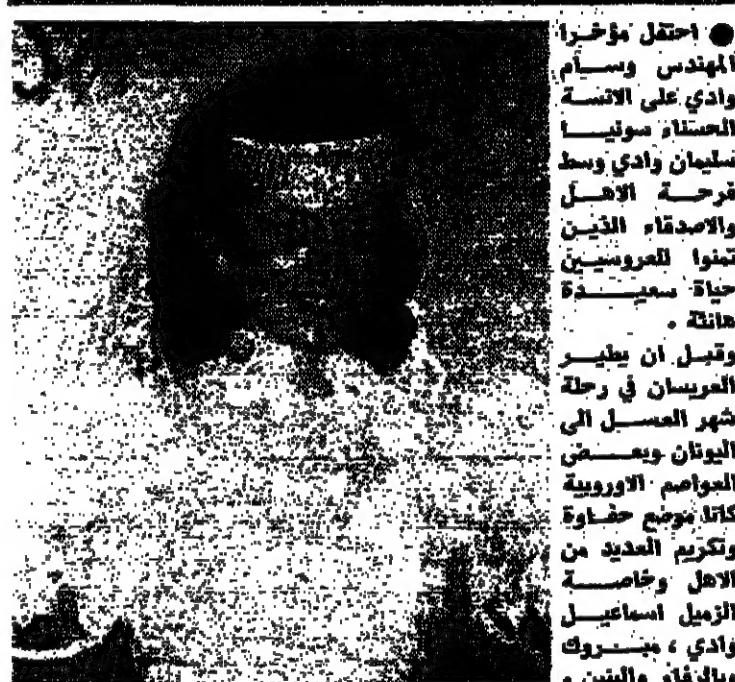 ● احتفل مؤخرا
المهندس وسام
وادي على الانسة
الحسناء سونيا
سليمان وادي وسط
فرحة الاهل
والاصدقاء الذين
تمنوا للعروسين
حياة سعيدة
هانئة .
وقبل ان يطير
العريسان في رحلة
شهر العسل الى
اليونان وبعض
العواصم الاوروبية
كانا موضع حفاوة
وتكريم العديد من
الاهل وخاصة
الزميل اسماعيل
وادي ، مبروك
وبالرفاه والبنين .